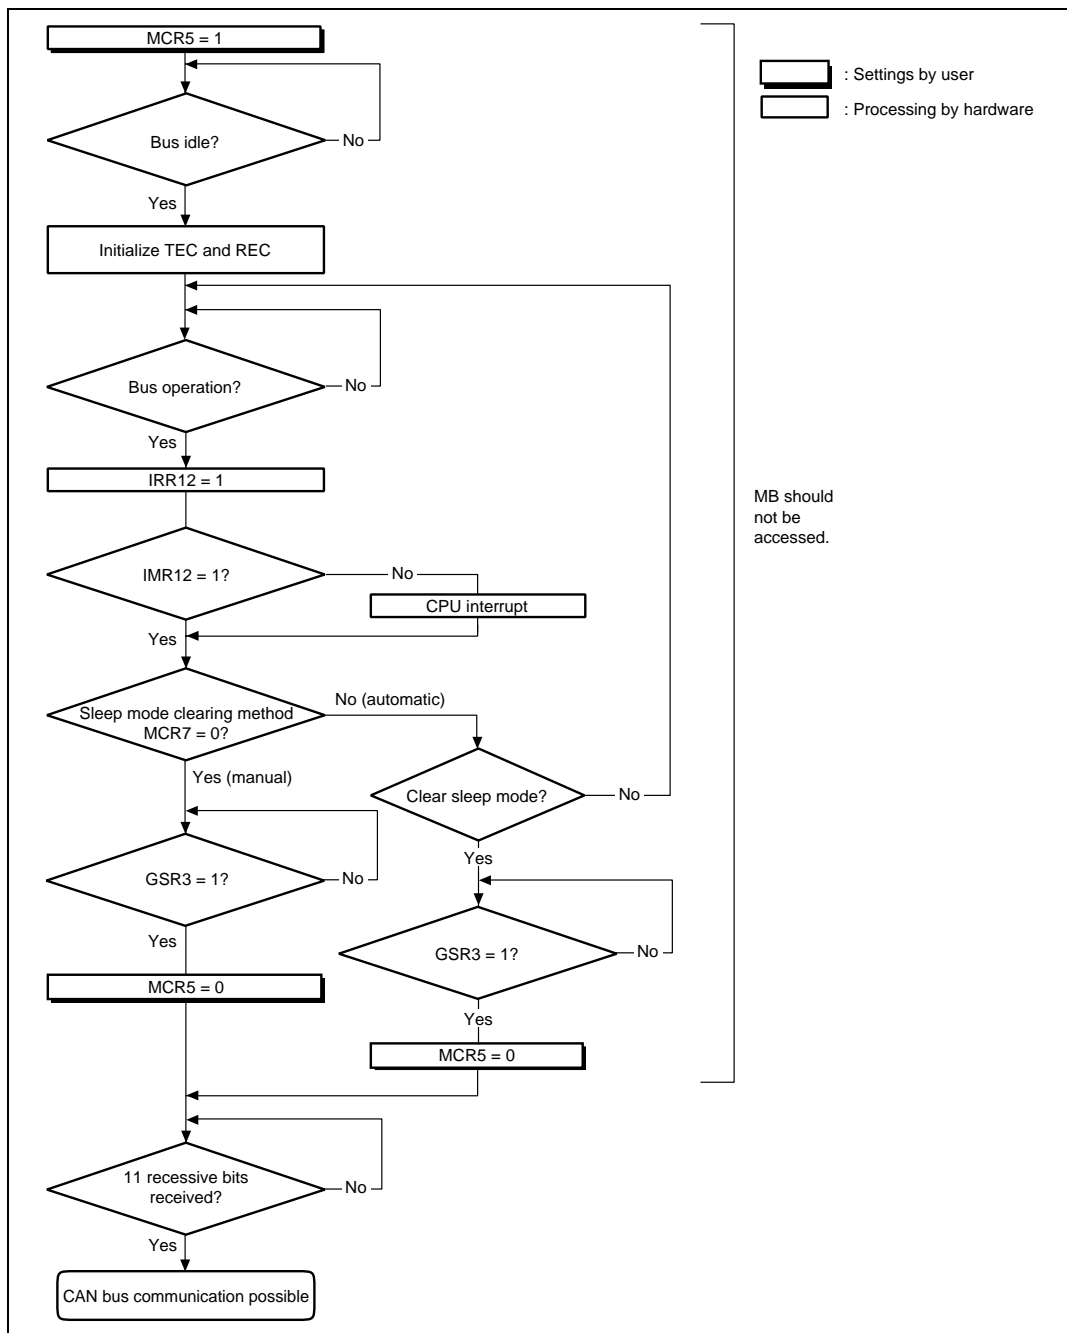 MCR5 = 1
: Settings by user
: Processing by hardware
Bus idle?
No
Yes
Initialize TEC and REC
Bus operation?
No
Yes
IRR12 = 1
MB should
not be
accessed.
IMR12 = 1?
No
CPU interrupt
Yes
Sleep mode clearing method
MCR7 = 0?
No (automatic)
Yes (manual)
Clear sleep mode?
No
Yes
GSR3 = 1?
No
Yes
GSR3 = 1?
No
Yes
MCR5 = 0
MCR5 = 0
11 recessive bits
received?
No
Yes
CAN bus communication possible